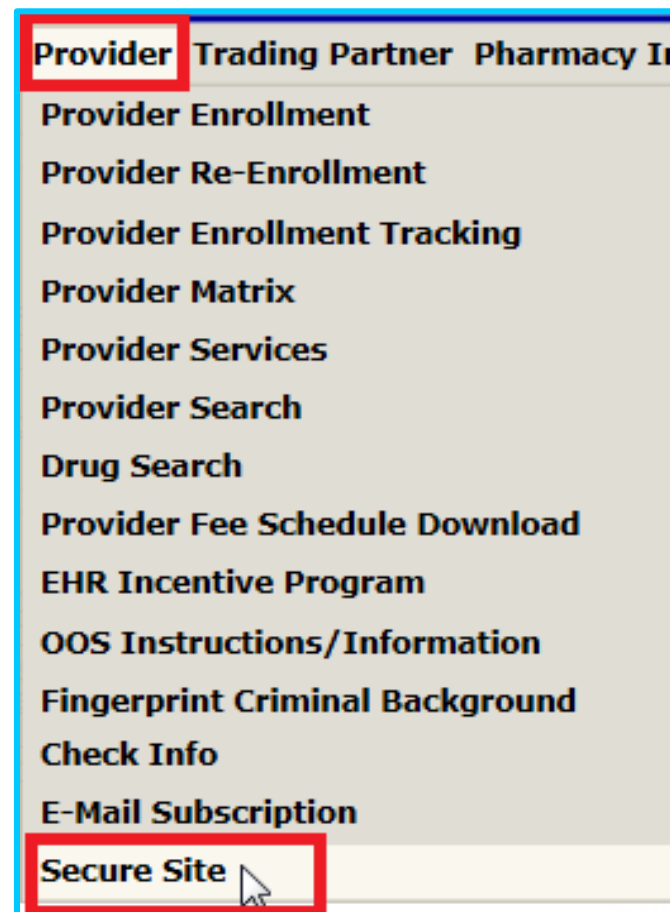 Provider Trading Partner Pharmacy
Provider Enrollment
Provider Re-Enrollment
Provider Enrollment Tracking
Provider Matrix
Provider Services
Provider Search
Drug Search
Provider Fee Schedule Download
EHR Incentive Program
OOS Instructions/Information
Fingerprint Criminal Background
Check Info
E-Mail Subscription
Secure Site